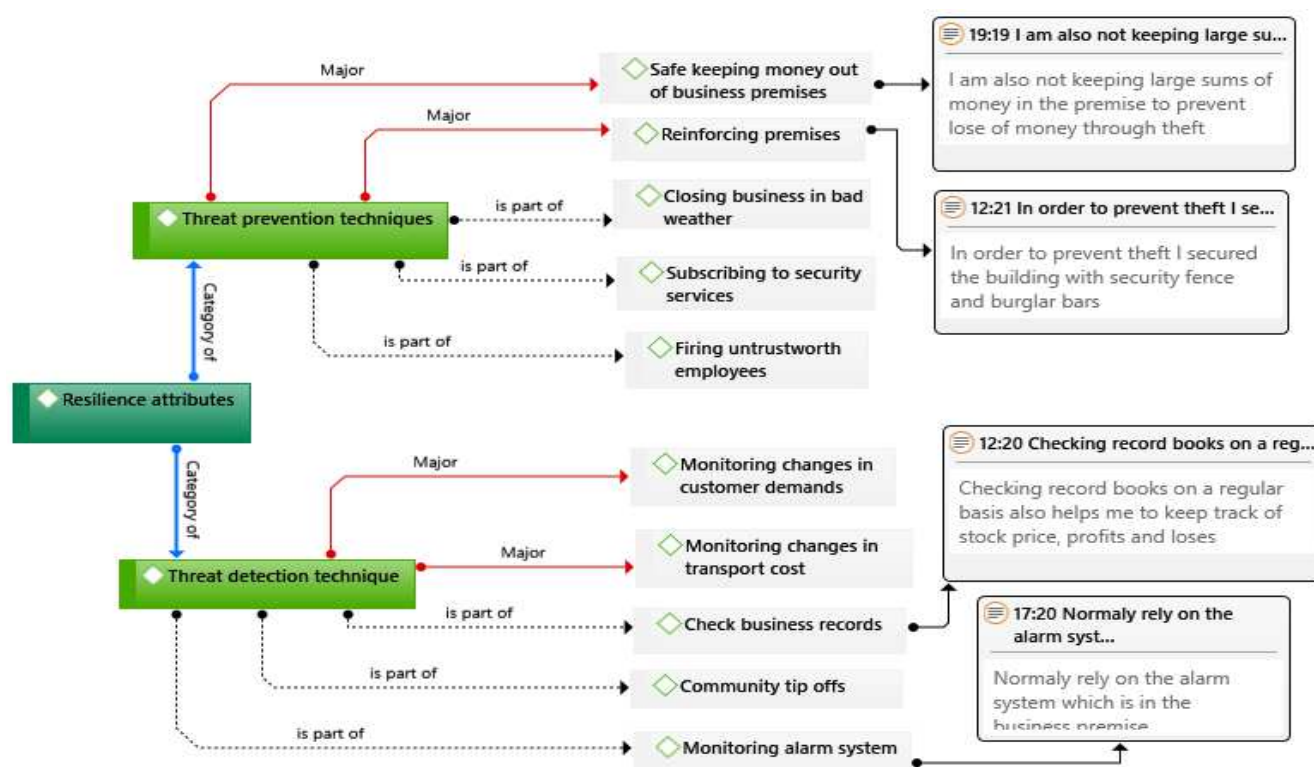 19:19 I am also not keeping large su...
I am also not keeping large sums of
money in the premise to prevent
lose of money through theft
Major
Safe keeping money out
of business premises
Major
Reinforcing premises
Closing business in bad
weather
is part of
Threat prevention techniques
12:21 In order to prevent theft I se...
In order to prevent theft I secured
the building with security fence
and burglar bars
is part of
Subscribing to security
services
is part of
Firing untrustworth
employees
Category of
Resilience attributes
Category of
Major
Monitoring changes in
customer demands
12:20 Checking record books on a reg...
Checking record books on a regular
basis also helps me to keep track of
stock price, profits and loses
Major
Monitoring changes in
transport cost
Threat detection technique
is part of
Check business records
17:20 Normaly rely on the
alarm syst...
Normaly rely on the alarm
system which is in the
business premise
is part of
Community tip offs
is part of
Monitoring alarm system